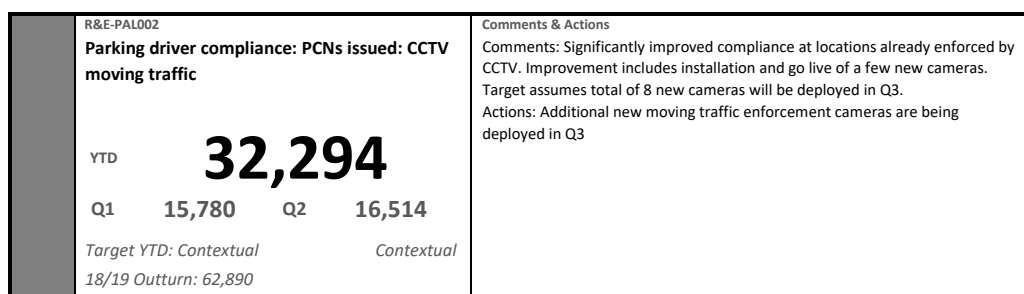 R&E-PAL002
Parking driver compliance: PCNs issued: CCTV
moving traffic
YTD 32,294
Q1 15,780 Q2 16,514
Target YTD: Contextual Contextual
18/19 Outturn: 62,890
Comments & Actions
Comments: Significantly improved compliance at locations already enforced by
CCTV. Improvement includes installation and go live of a few new cameras.
Target assumes total of 8 new cameras will be deployed in Q3.
Actions: Additional new moving traffic enforcement cameras are being
deployed in Q3